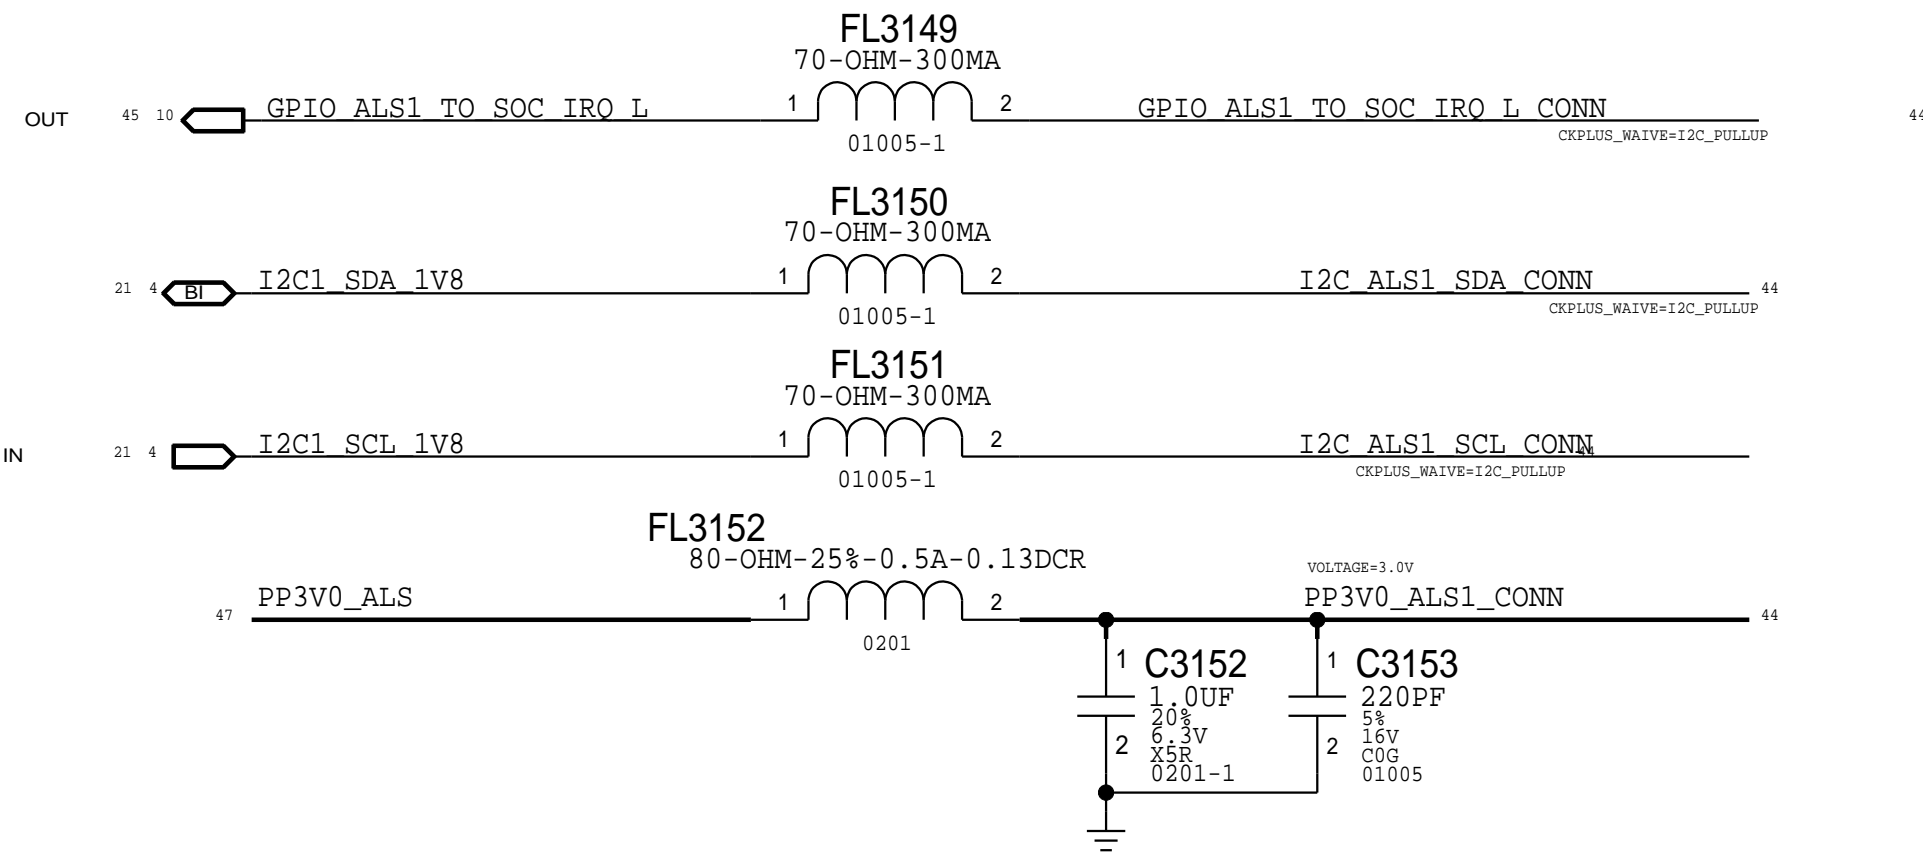 FL3149
70-OHM-300MA
OUT 45 10 GPIO_ALS1_TO_SOC_IRQ_L 1 2 GPIO_ALS1_TO_SOC_IRQ_L_CONN 44
01005-1 CKPLUS_WAIVE=I2C_PULLUP
FL3150
70-OHM-300MA
21 4 BI I2C1_SDA_1V8 1 2 I2C_ALS1_SDA_CONN 44
01005-1 CKPLUS_WAIVE=I2C_PULLUP
FL3151
70-OHM-300MA
IN 21 4 I2C1_SCL_1V8 1 2 I2C_ALS1_SCL_CONN 44
01005-1 CKPLUS_WAIVE=I2C_PULLUP
FL3152
80-OHM-25%-0.5A-0.13DCR
VOLTAGE=3.0V
47 PP3V0_ALS 1 2 PP3V0_ALS1_CONN 44
0201
1 C3152 1 C3153
1.0UF 220PF
20% 5%
6.3V 16V
2 X5R 2 C0G
0201-1 01005